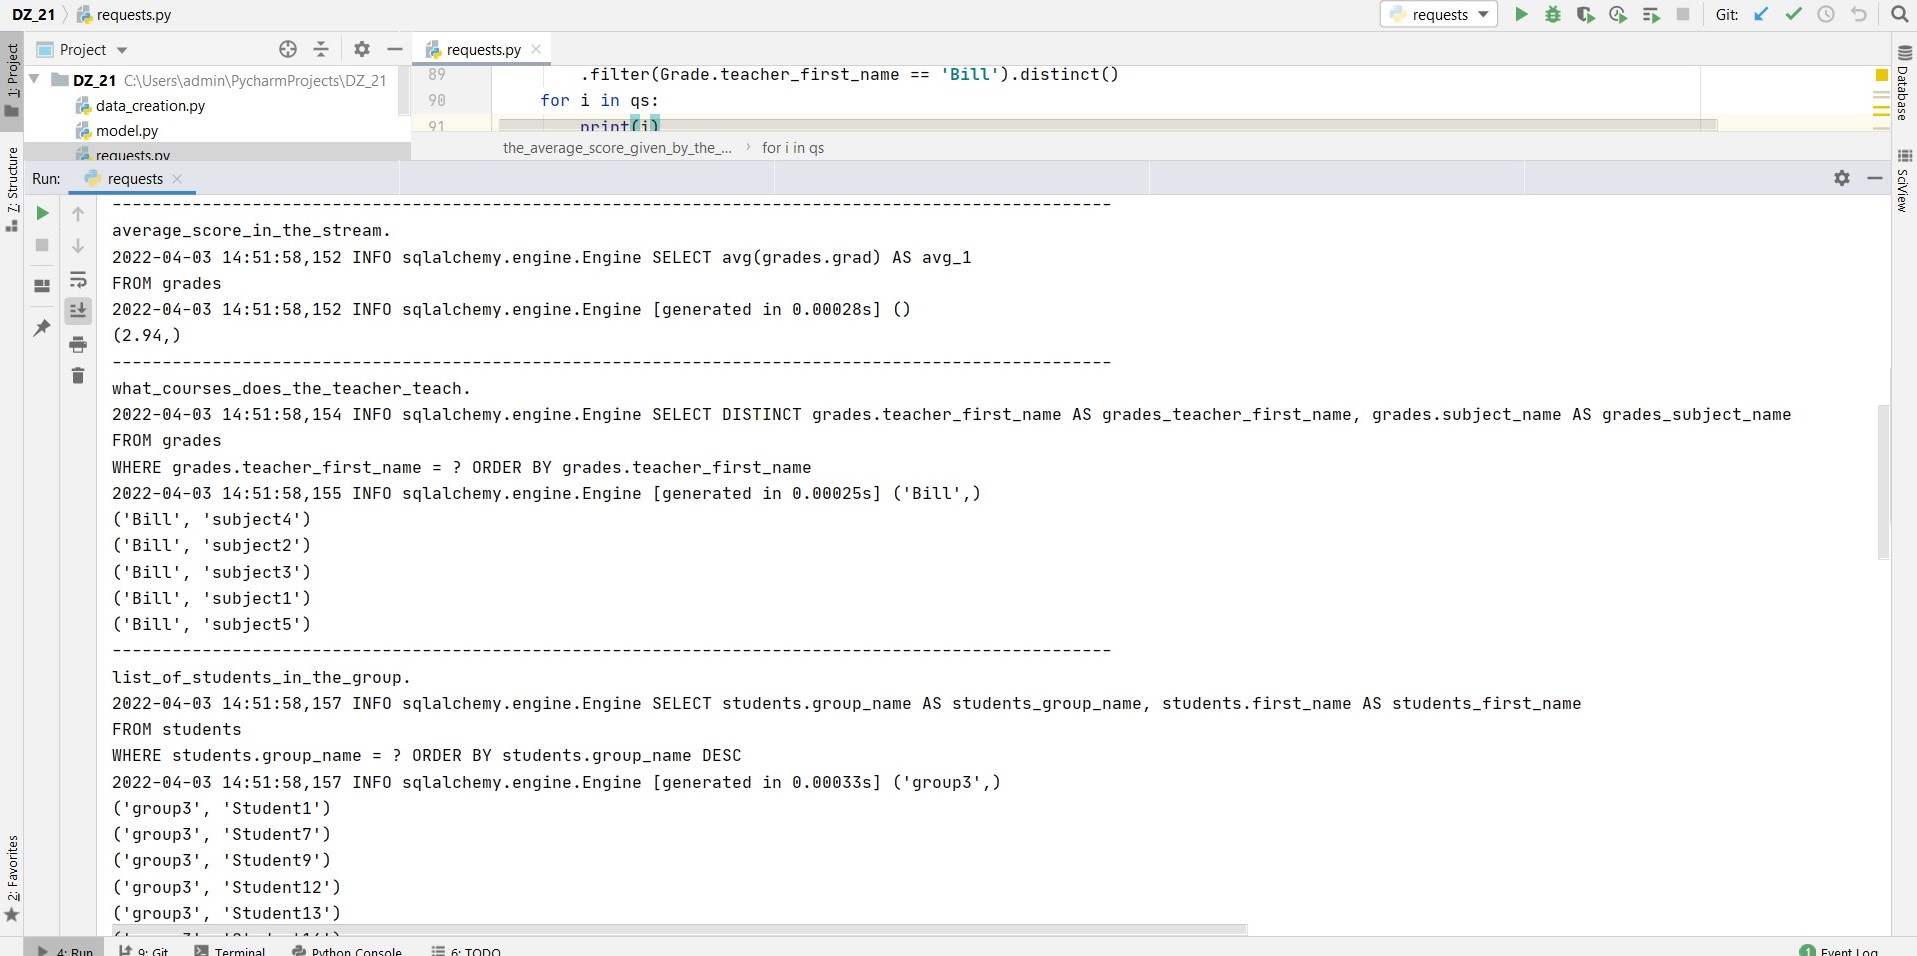 DZ_21 requests.py
requests
Git:
Project
requests.py
1: Project
DZ_21 C:\Users\admin\PycharmProjects\DZ_21
data_creation.py
model.py
requests.py
89 .filter(Grade.teacher_first_name == 'Bill').distinct()
90 for i in qs:
91 print(i)
the_average_score_given_by_the_... › for i in qs
Database
SciView
7: Structure
Run: requests
----------------------------------------------------------------------------------------------------
average_score_in_the_stream.
2022-04-03 14:51:58,152 INFO sqlalchemy.engine.Engine SELECT avg(grades.grad) AS avg_1
FROM grades
2022-04-03 14:51:58,152 INFO sqlalchemy.engine.Engine [generated in 0.00028s] ()
(2.94,)
----------------------------------------------------------------------------------------------------
what_courses_does_the_teacher_teach.
2022-04-03 14:51:58,154 INFO sqlalchemy.engine.Engine SELECT DISTINCT grades.teacher_first_name AS grades_teacher_first_name, grades.subject_name AS grades_subject_name
FROM grades
WHERE grades.teacher_first_name = ? ORDER BY grades.teacher_first_name
2022-04-03 14:51:58,155 INFO sqlalchemy.engine.Engine [generated in 0.00025s] ('Bill',)
('Bill', 'subject4')
('Bill', 'subject2')
('Bill', 'subject3')
('Bill', 'subject1')
('Bill', 'subject5')
----------------------------------------------------------------------------------------------------
list_of_students_in_the_group.
2022-04-03 14:51:58,157 INFO sqlalchemy.engine.Engine SELECT students.group_name AS students_group_name, students.first_name AS students_first_name
FROM students
WHERE students.group_name = ? ORDER BY students.group_name DESC
2022-04-03 14:51:58,157 INFO sqlalchemy.engine.Engine [generated in 0.00033s] ('group3',)
('group3', 'Student1')
('group3', 'Student7')
('group3', 'Student9')
('group3', 'Student12')
('group3', 'Student13')
2: Favorites
4: Run 9: Git Terminal Python Console 6: TODO
1 Event Log